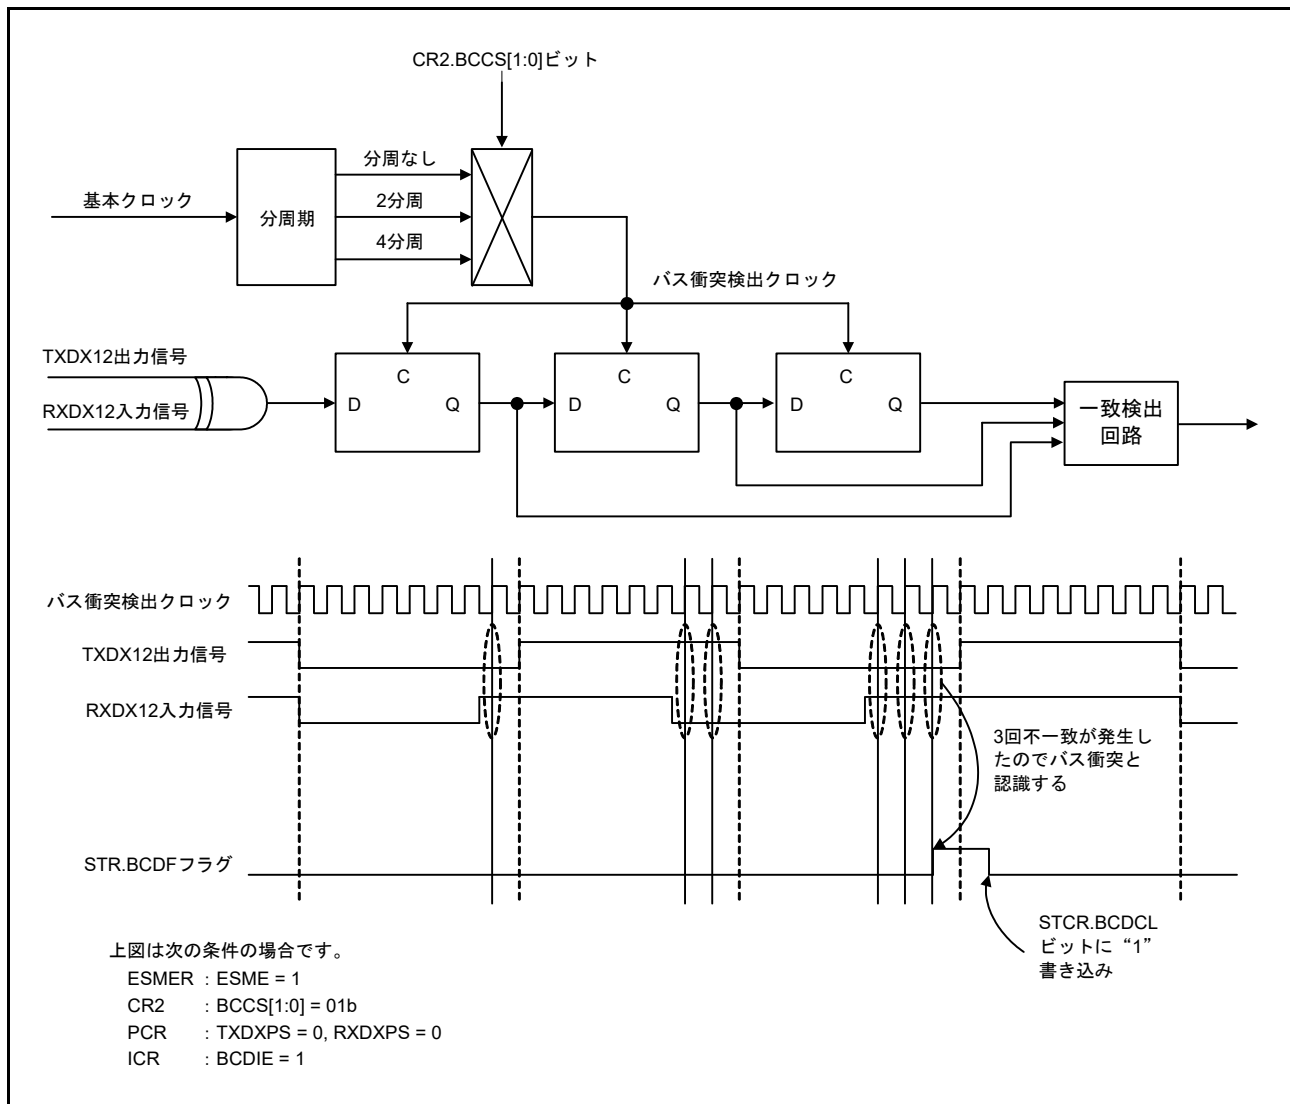 CR2.BCCS[1:0]ビット
分周なし
基本クロック
分周期
2分周
4分周
バス衝突検出クロック
TXDX12出力信号
RXDX12入力信号
C
D
Q
C
D
Q
C
D
Q
一致検出
回路
バス衝突検出クロック
TXDX12出力信号
RXDX12入力信号
3回不一致が発生し
たのでバス衝突と
認識する
STR.BCDFフラグ
STCR.BCDCL
ビットに“1”
書き込み
上図は次の条件の場合です。
ESMER : ESME = 1
CR2 : BCCS[1:0] = 01b
PCR : TXDXPS = 0, RXDXPS = 0
ICR : BCDIE = 1